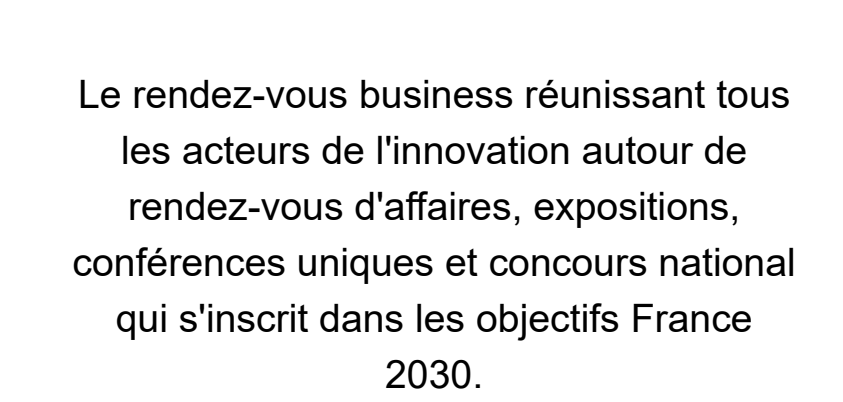 Le rendez-vous business réunissant tous
les acteurs de l'innovation autour de
rendez-vous d'affaires, expositions,
conférences uniques et concours national
qui s'inscrit dans les objectifs France
2030.